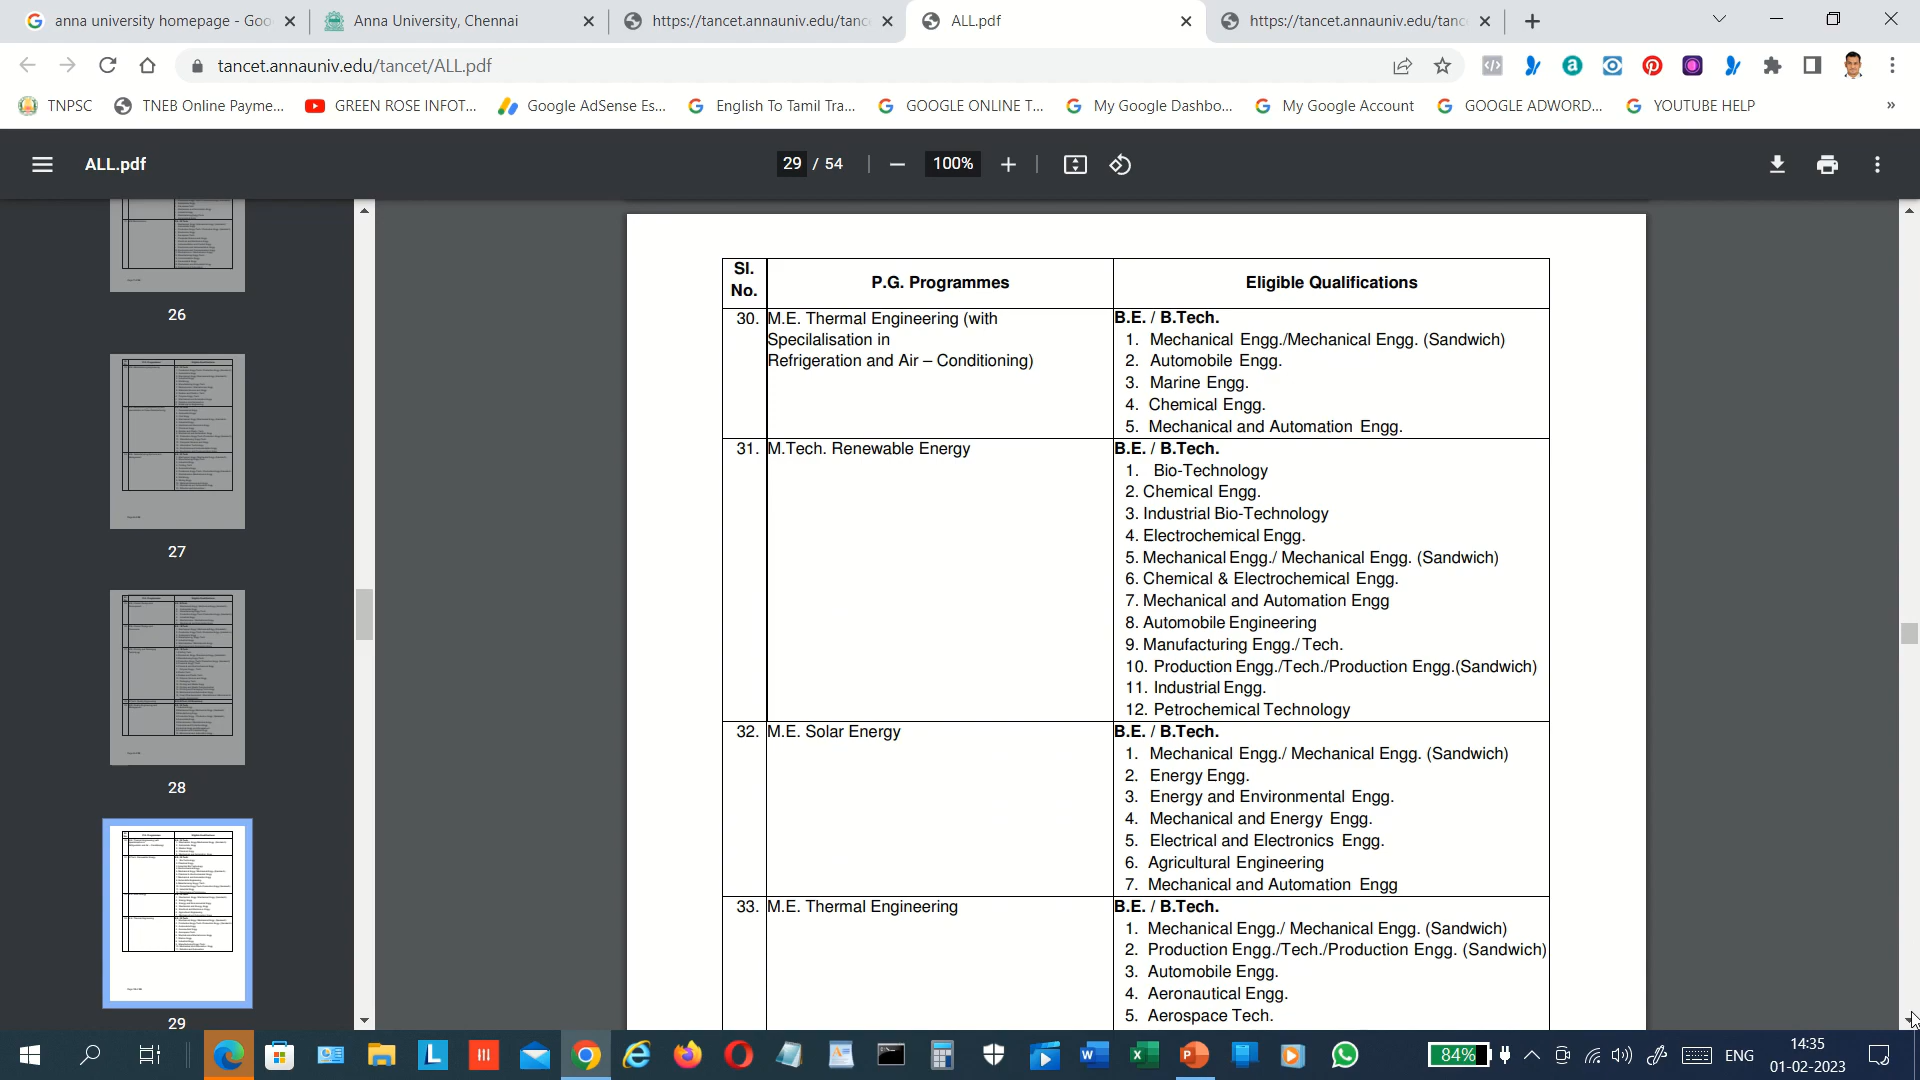 anna university homepage - Goo
Anna University, Chennai
https://tancet.annauniv.edu/tanc
ALL.pdf
https://tancet.annauniv.edu/tanc
tancet.annauniv.edu/tancet/ALL.pdf
TNPSC
TNEB Online Payme...
GREEN ROSE INFOT...
Google AdSense Es...
English To Tamil Tra...
GOOGLE ONLINE T...
My Google Dashbo...
My Google Account
GOOGLE ADWORD...
YOUTUBE HELP
»
ALL.pdf
29 / 54
100%
26
27
28
29
Sl. No.
P.G. Programmes
Eligible Qualifications
30.
M.E. Thermal Engineering (with
Specilalisation in
Refrigeration and Air – Conditioning)
B.E. / B.Tech.
1. Mechanical Engg./Mechanical Engg. (Sandwich)
2. Automobile Engg.
3. Marine Engg.
4. Chemical Engg.
5. Mechanical and Automation Engg.
31.
M.Tech. Renewable Energy
B.E. / B.Tech.
1. Bio-Technology
2. Chemical Engg.
3. Industrial Bio-Technology
4. Electrochemical Engg.
5. Mechanical Engg./ Mechanical Engg. (Sandwich)
6. Chemical & Electrochemical Engg.
7. Mechanical and Automation Engg
8. Automobile Engineering
9. Manufacturing Engg./Tech.
10. Production Engg./Tech./Production Engg.(Sandwich)
11. Industrial Engg.
12. Petrochemical Technology
32.
M.E. Solar Energy
B.E. / B.Tech.
1. Mechanical Engg./ Mechanical Engg. (Sandwich)
2. Energy Engg.
3. Energy and Environmental Engg.
4. Mechanical and Energy Engg.
5. Electrical and Electronics Engg.
6. Agricultural Engineering
7. Mechanical and Automation Engg
33.
M.E. Thermal Engineering
B.E. / B.Tech.
1. Mechanical Engg./ Mechanical Engg. (Sandwich)
2. Production Engg./Tech./Production Engg. (Sandwich)
3. Automobile Engg.
4. Aeronautical Engg.
5. Aerospace Tech.
84%
ENG
14:35
01-02-2023